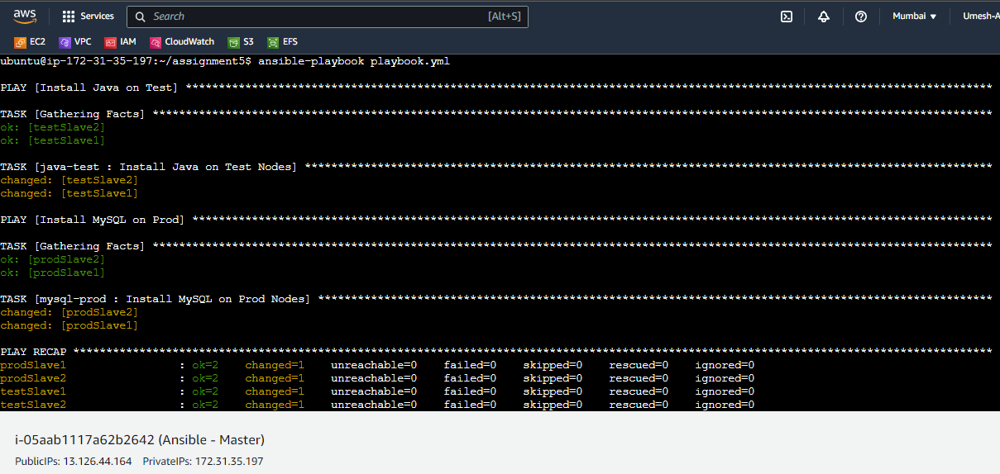 aws Services Search [Alt+S] Mumbai ▼ Umesh-A
EC2 VPC IAM CloudWatch S3 EFS
ubuntu@ip-172-31-35-197:~/assignment5$ ansible-playbook playbook.yml
PLAY [Install Java on Test] **************************************************************************************************************************
TASK [Gathering Facts] *******************************************************************************************************************************
ok: [testSlave2]
ok: [testSlave1]
TASK [java-test : Install Java on Test Nodes] ********************************************************************************************************
changed: [testSlave2]
changed: [testSlave1]
PLAY [Install MySQL on Prod] *************************************************************************************************************************
TASK [Gathering Facts] *******************************************************************************************************************************
ok: [prodSlave2]
ok: [prodSlave1]
TASK [mysql-prod : Install MySQL on Prod Nodes] ******************************************************************************************************
changed: [prodSlave2]
changed: [prodSlave1]
PLAY RECAP *******************************************************************************************************************************************
prodSlave1 : ok=2 changed=1 unreachable=0 failed=0 skipped=0 rescued=0 ignored=0
prodSlave2 : ok=2 changed=1 unreachable=0 failed=0 skipped=0 rescued=0 ignored=0
testSlave1 : ok=2 changed=1 unreachable=0 failed=0 skipped=0 rescued=0 ignored=0
testSlave2 : ok=2 changed=1 unreachable=0 failed=0 skipped=0 rescued=0 ignored=0
i-05aab1117a62b2642 (Ansible - Master)
PublicIPs: 13.126.44.164 PrivateIPs: 172.31.35.197